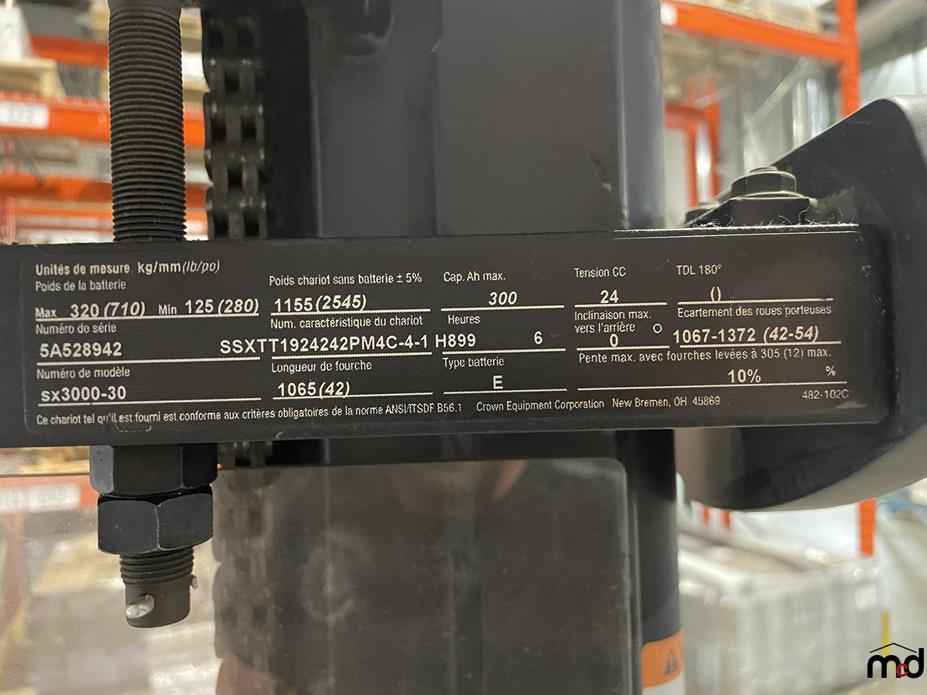 Unités de mesure kg/mm(lb/po)
Poids de la batterie
Max 320 (710) Min 125 (280)
Poids chariot sans batterie ± 5%
1155 (2545)
Cap. Ah max.
300
Tension CC
24
TDL 180°
()
Numéro de série
5A528942
Num. caractéristique du chariot
SSXTT1924242PM4C-4-1 H899
Heures
6
Inclinaison max.
vers l'arrière O
0
Ecartement des roues porteuses
1067-1372 (42-54)
Numéro de modèle
sx3000-30
Longueur de fourche
1065 (42)
Type batterie
E
Pente max. avec fourches levées à 305 (12) max.
10% %
Ce chariot tel qu'il est fourni est conforme aux critères obligatoires de la norme ANSI/ITSDF B56.1 Crown Equipment Corporation New Bremen, OH 45869
482-102C
mcd